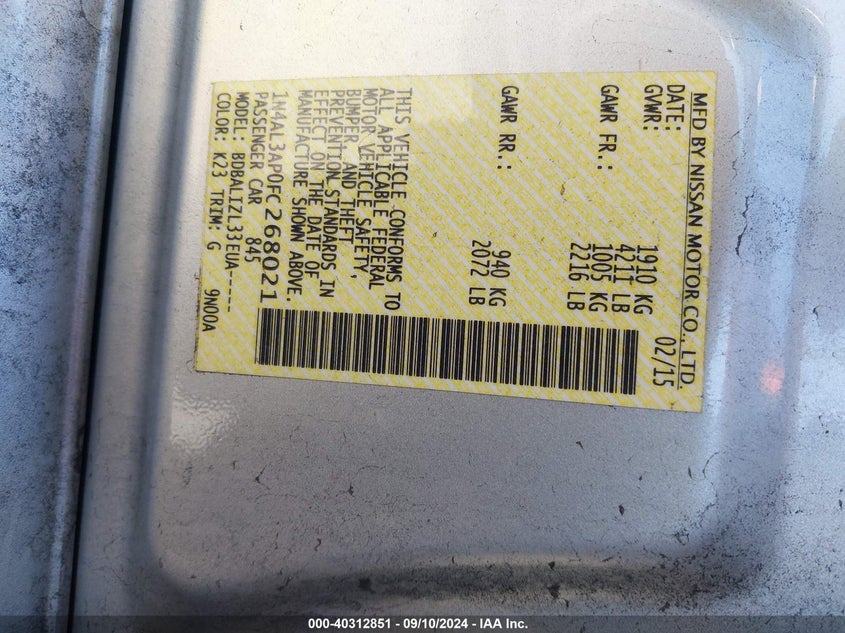 MFD BY NISSAN MOTOR CO., LTD.
DATE: 02/15
GVWR: 1910 KG
4211 LB
GAWR FR.: 1005 KG
2216 LB
GAWR RR.: 940 KG
2072 LB
THIS VEHICLE CONFORMS TO
ALL APPLICABLE FEDERAL
MOTOR VEHICLE SAFETY,
BUMPER, AND THEFT
PREVENTION STANDARDS IN
EFFECT ON THE DATE OF
MANUFACTURE SHOWN ABOVE.
1N4AL3AP0FC268021
PASSENGER CAR 845
MODEL: BDBALIZL33EUA-----
COLOR: K23 TRIM: G 9N00A
000-40312851 - 09/10/2024 - IAA Inc.